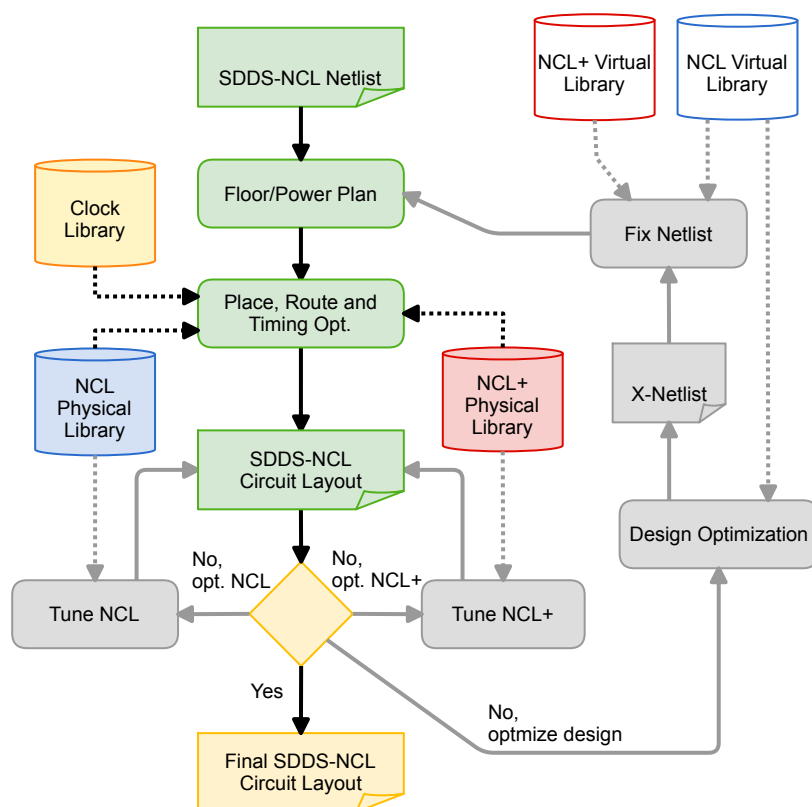 SDDS-NCL Netlist
NCL+ Virtual
Library
NCL Virtual
Library
Clock
Library
Floor/Power Plan
Fix Netlist
Place, Route and
Timing Opt.
NCL
Physical
Library
NCL+
Physical
Library
X-Netlist
SDDS-NCL
Circuit Layout
Design Optimization
No,
opt. NCL
No,
opt. NCL+
Tune NCL
Tune NCL+
Yes
No,
optmize design
Final SDDS-NCL
Circuit Layout